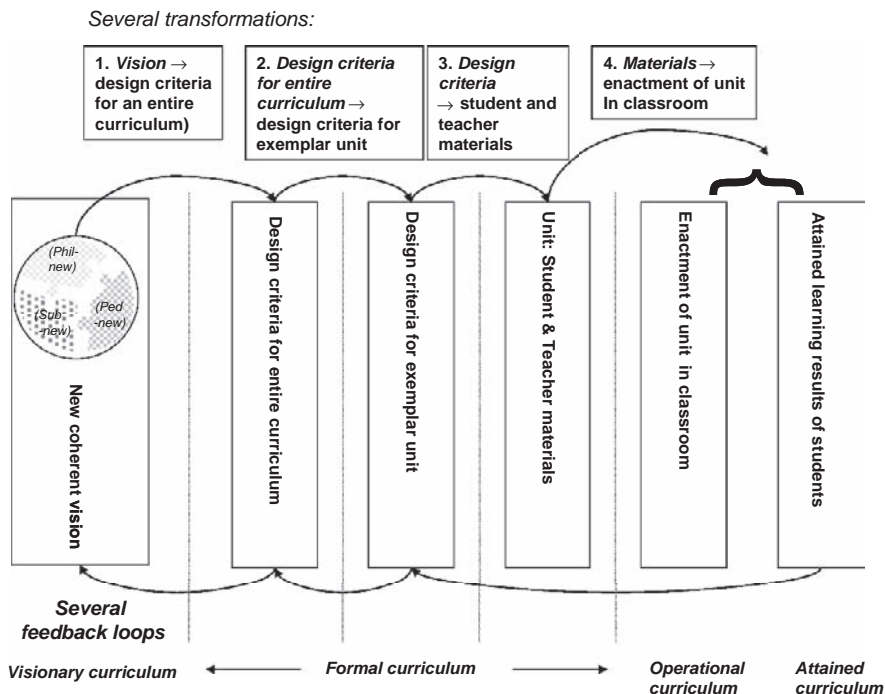 Several transformations:
1. Vision →
design criteria
for an entire
curriculum)
2. Design criteria
for entire
curriculum →
design criteria for
exemplar unit
3. Design
criteria
→ student and
teacher
materials
4. Materials →
enactment of unit
In classroom
(Phil-
new)
(Sub
-new)
(Ped
-new)
New coherent vision
Design criteria for entire curriculum
Design criteria for exemplar unit
Unit: Student & Teacher materials
Enactment of unit in classroom
Attained learning results of students
Several
feedback loops
Visionary curriculum
Formal curriculum
Operational
curriculum
Attained
curriculum